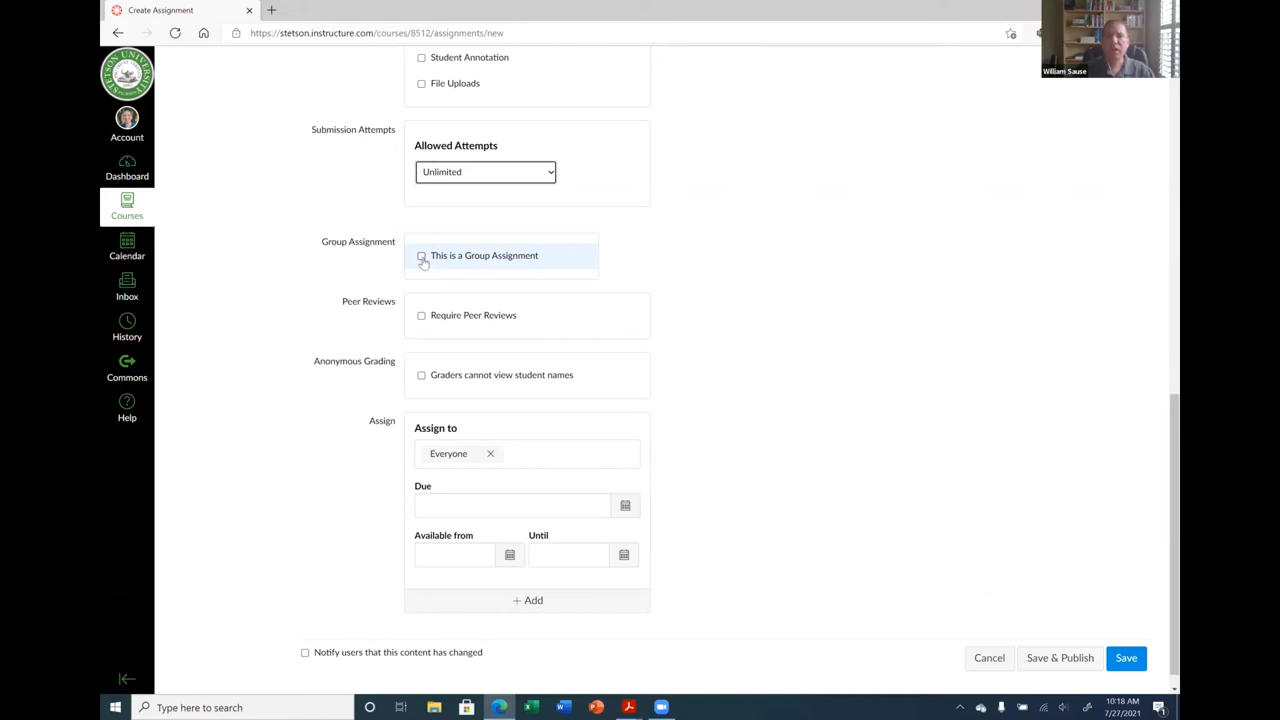 Create Assignment
https://stetson.instructure.com/courses/8512/assignments/new
William Sause
STETSON UNIVERSITY
Account
Dashboard
Courses
Calendar
Inbox
History
Commons
Help
Student Annotation
File Uploads
Submission Attempts
Allowed Attempts
Unlimited
Group Assignment
This is a Group Assignment
Peer Reviews
Require Peer Reviews
Anonymous Grading
Graders cannot view student names
Assign
Assign to
Everyone
Due
Available from Until
+ Add
Notify users that this content has changed
Cancel Save & Publish Save
Type here to search
10:18 AM
7/27/2021